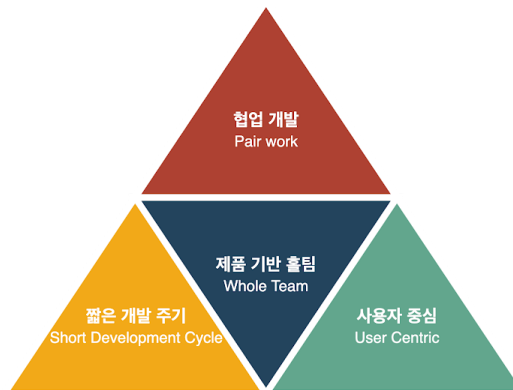 협업 개발
Pair work
제품 기반 홀팀
Whole Team
짧은 개발 주기
Short Development Cycle
사용자 중심
User Centric